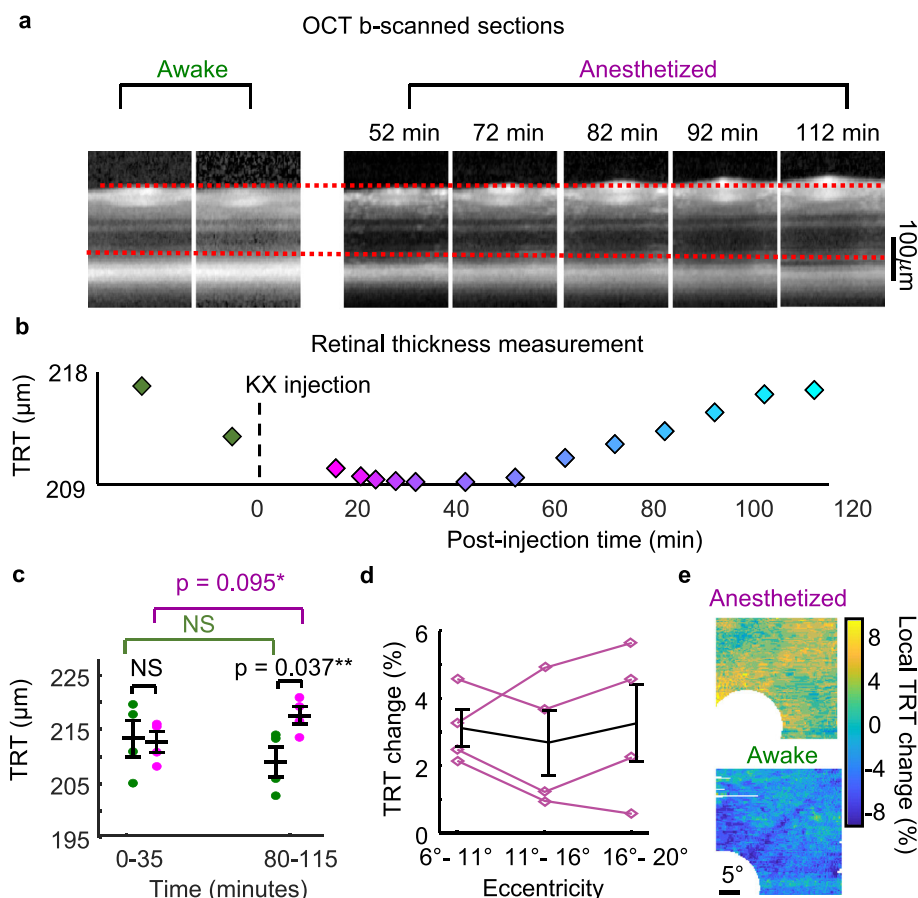 a
OCT b-scanned sections
Awake
Anesthetized
52 min 72 min 82 min 92 min 112 min
100μm
b
Retinal thickness measurement
218
KX injection
TRT (μm)
209
0 20 40 60 80 100 120
Post-injection time (min)
c
p = 0.095*
NS
NS
p = 0.037**
225
215
205
195
TRT (μm)
0-35 80-115
Time (minutes)
d
6
4
2
0
TRT change (%)
6°- 11° 11°- 16° 16°- 20°
Eccentricity
e
Anesthetized
Awake
5°
8
4
0
-4
-8
Local TRT change (%)